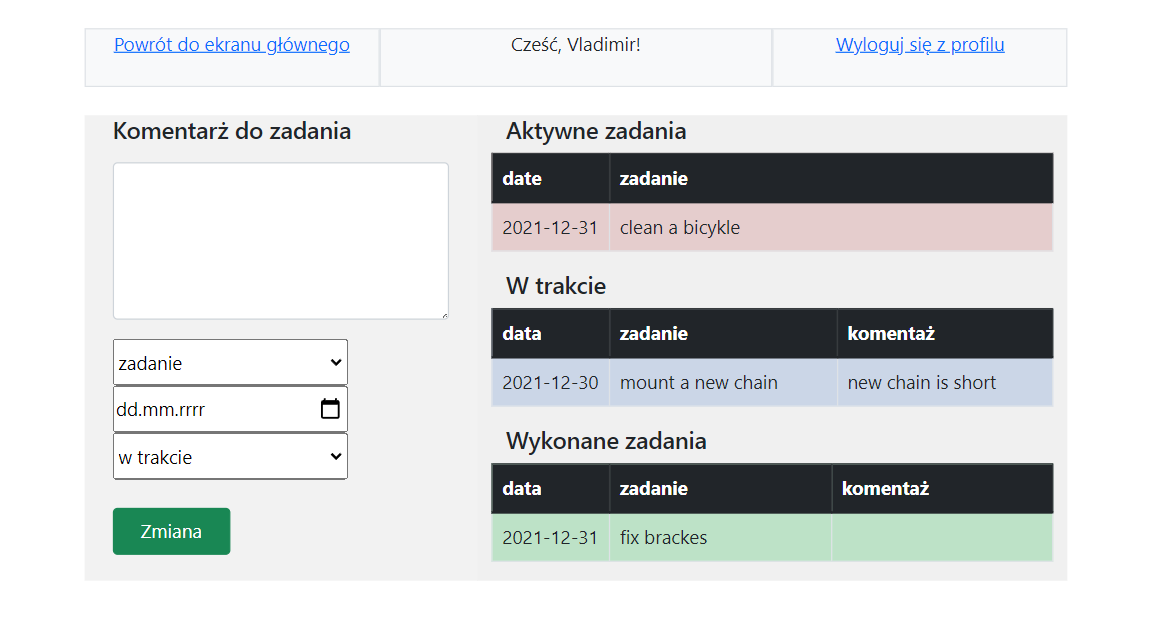 Powrót do ekranu głównego
Cześć, Vladimir!
Wyloguj się z profilu
Komentarż do zadania
zadanie
dd.mm.rrrr
w trakcie
Zmiana
Aktywne zadania
date zadanie
2021-12-31 clean a bicykle
W trakcie
data zadanie komentaż
2021-12-30 mount a new chain new chain is short
Wykonane zadania
data zadanie komentaż
2021-12-31 fix brackes